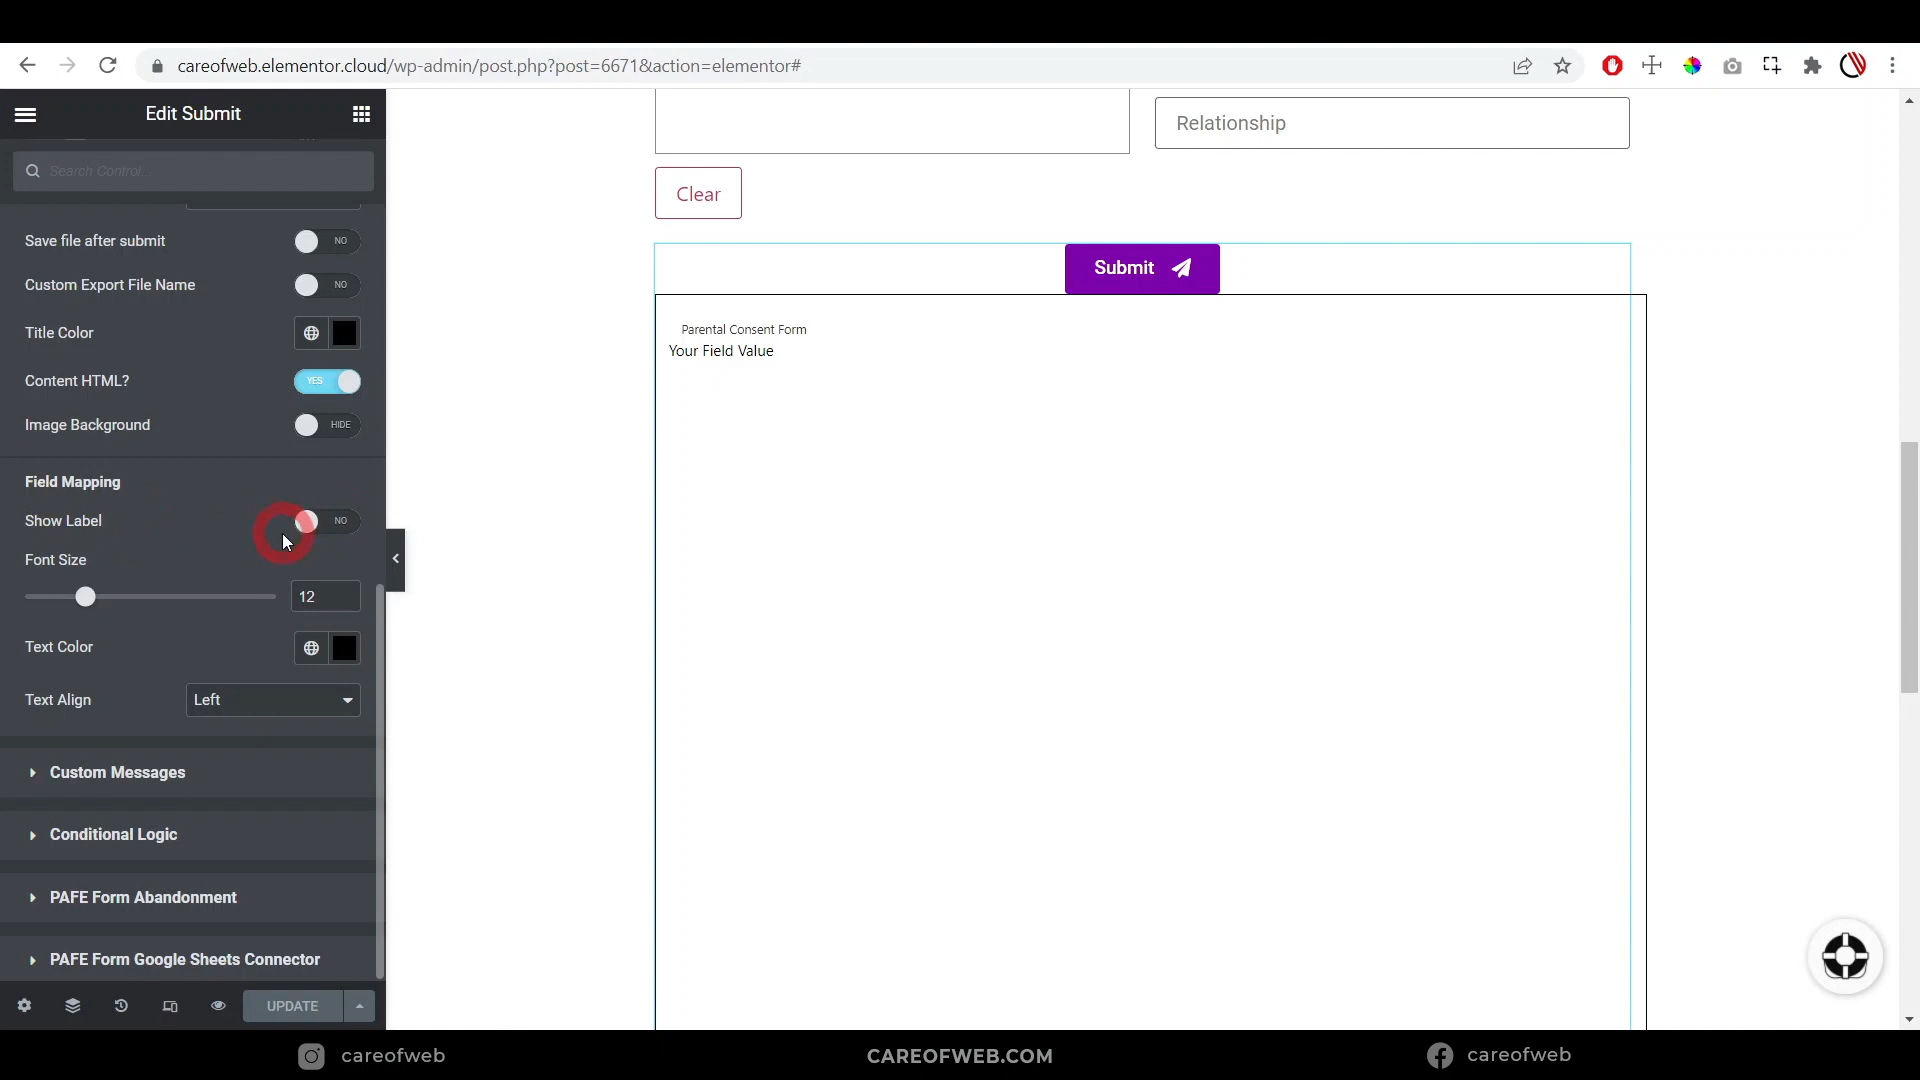 careofweb.elementor.cloud/wp-admin/post.php?post=6671&action=elementor#
Edit Submit
Search Control...
Save file after submit
NO
Custom Export File Name
NO
Title Color
Content HTML?
YES
Image Background
HIDE
Field Mapping
Show Label
NO
Font Size
12
Text Color
Text Align
Left
Custom Messages
Conditional Logic
PAFE Form Abandonment
PAFE Form Google Sheets Connector
UPDATE
Relationship
Clear
Submit
Parental Consent Form
Your Field Value
careofweb
CAREOFWEB.COM
careofweb